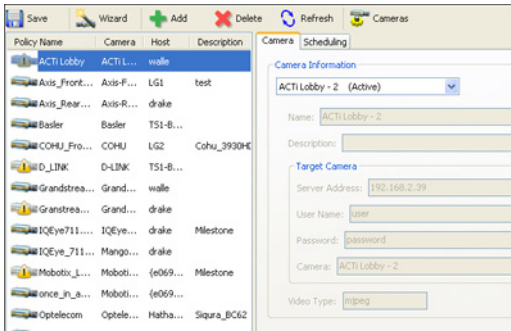 Save Wizard Add Delete Refresh Cameras
Policy Name Camera Host Description
ACTi Lobby ACTi L... walle
Axis_Front... Axis-F... LG1 test
Axis_Rear... Axis-R... drake
Basler Basler TS1-B...
COHU_Fro... COHU LG2 Cohu_3930HD
D_LINK D-LINK TS1-B...
Grandstrea... Grand... walle
Granstrea... Grand... drake
IQEye711.... IQEye... drake Milestone
IQEye_711... Mango... drake
Mobotix_L... Moboti... {e069... Milestone
once_in_a... Moboti... {e069...
Optelecom Optele... Hatha... Siqura_BC62
Camera Scheduling
Camera Information
ACTi Lobby - 2 (Active)
Name: ACTi Lobby - 2
Description:
Target Camera
Server Address: 192.168.2.39
User Name: user
Password: password
Camera: ACTi Lobby - 2
Video Type: mjpeg